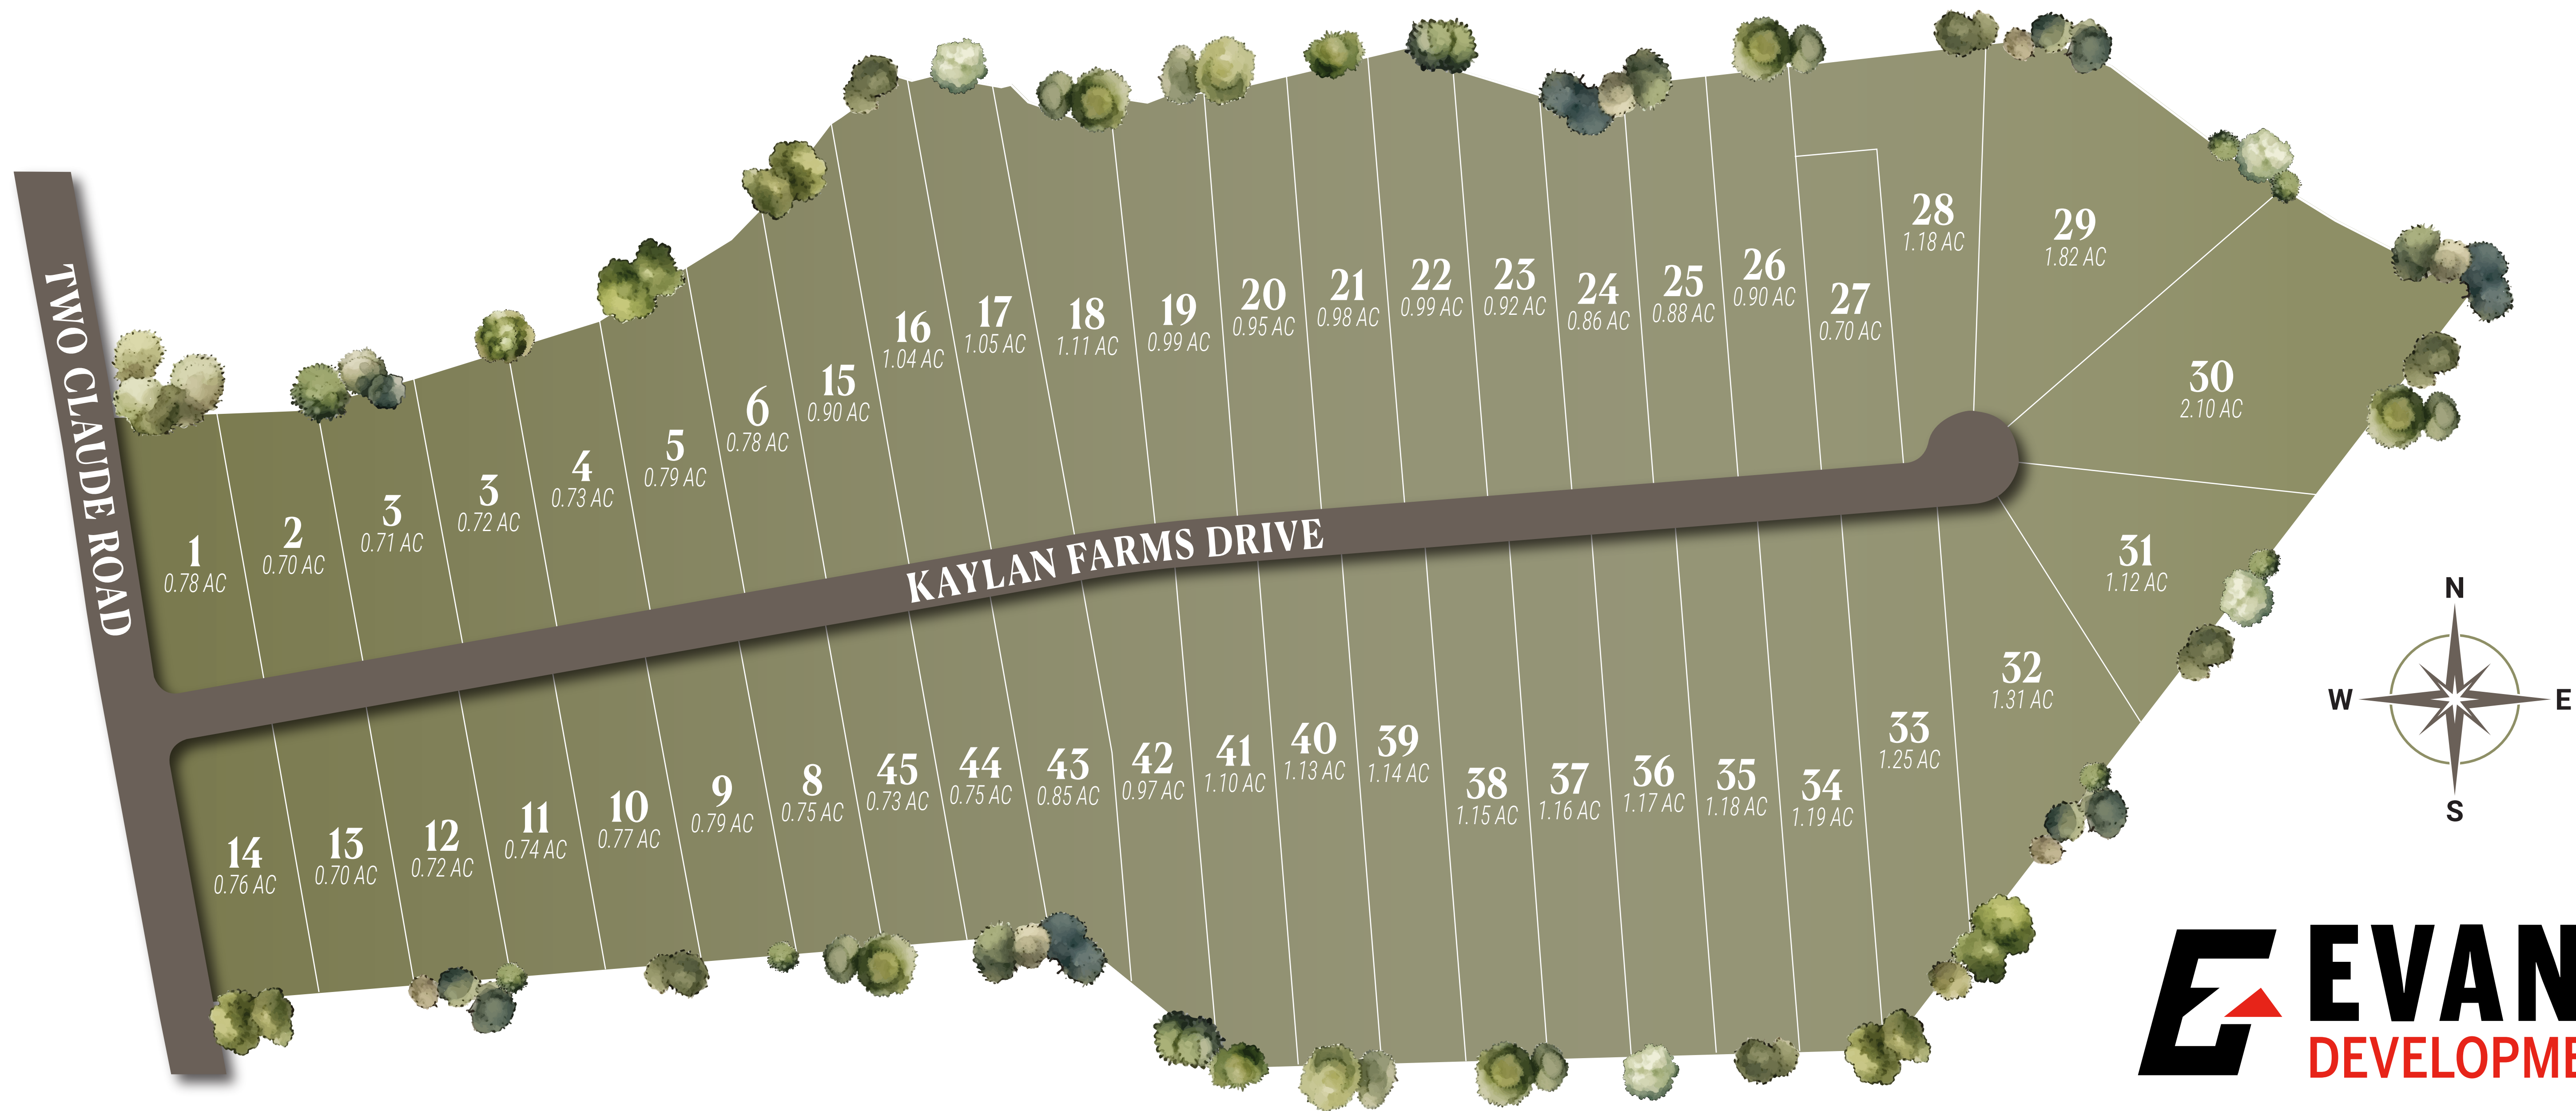 TWO CLAUDE ROAD
KAYLAN FARMS DRIVE
1
0.78 AC
2
0.70 AC
3
0.71 AC
3
0.72 AC
4
0.73 AC
5
0.79 AC
6
0.78 AC
15
0.90 AC
16
1.04 AC
17
1.05 AC
18
1.11 AC
19
0.99 AC
20
0.95 AC
21
0.98 AC
22
0.99 AC
23
0.92 AC
24
0.86 AC
25
0.88 AC
26
0.90 AC
27
0.70 AC
28
1.18 AC
29
1.82 AC
30
2.10 AC
31
1.12 AC
32
1.31 AC
14
0.76 AC
13
0.70 AC
12
0.72 AC
11
0.74 AC
10
0.77 AC
9
0.79 AC
8
0.75 AC
45
0.73 AC
44
0.75 AC
43
0.85 AC
42
0.97 AC
41
1.10 AC
40
1.13 AC
39
1.14 AC
38
1.15 AC
37
1.16 AC
36
1.17 AC
35
1.18 AC
34
1.19 AC
33
1.25 AC
N
W
E
S
EVAN
DEVELOPME